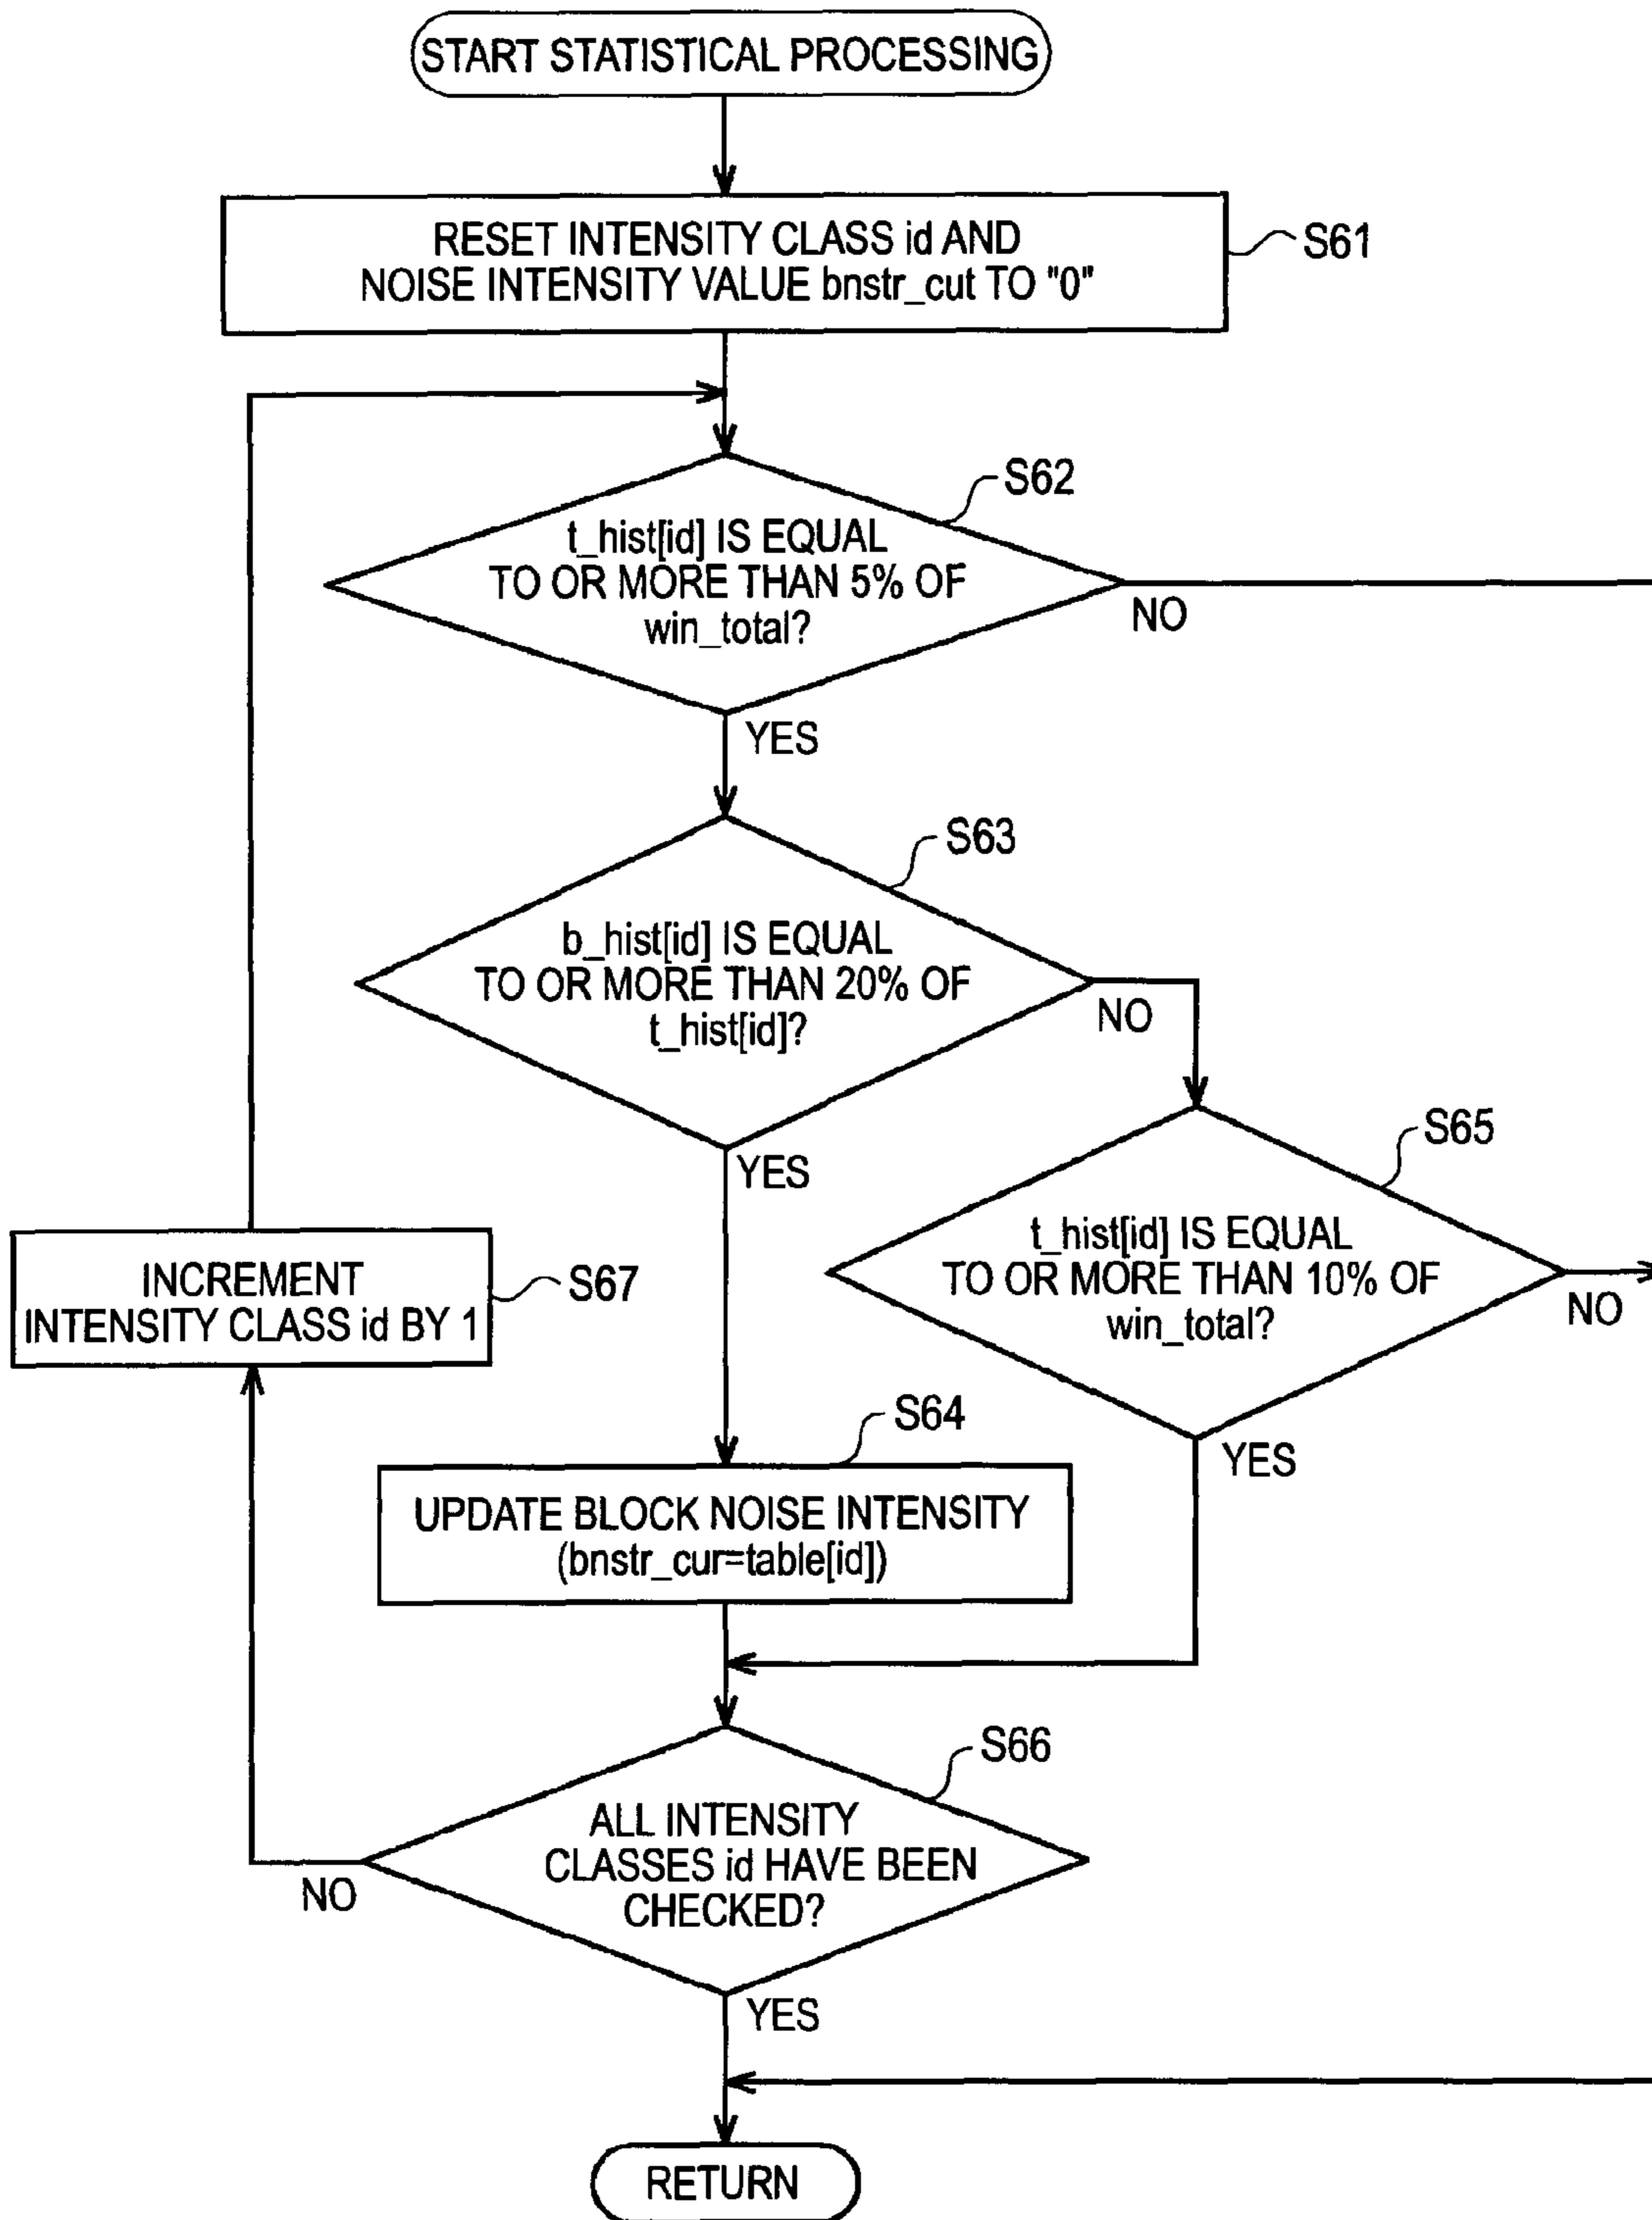 START STATISTICAL PROCESSING
RESET INTENSITY CLASS id AND
NOISE INTENSITY VALUE bnstr_cut TO "0"
S61
S62
t_hist[id] IS EQUAL
TO OR MORE THAN 5% OF
win_total?
NO
YES
S63
b_hist[id] IS EQUAL
TO OR MORE THAN 20% OF
t_hist[id]?
NO
YES
S65
t_hist[id] IS EQUAL
TO OR MORE THAN 10% OF
win_total?
NO
YES
INCREMENT
INTENSITY CLASS id BY 1
S67
S64
UPDATE BLOCK NOISE INTENSITY
(bnstr_cur=table[id])
S66
ALL INTENSITY
CLASSES id HAVE BEEN
CHECKED?
NO
YES
RETURN